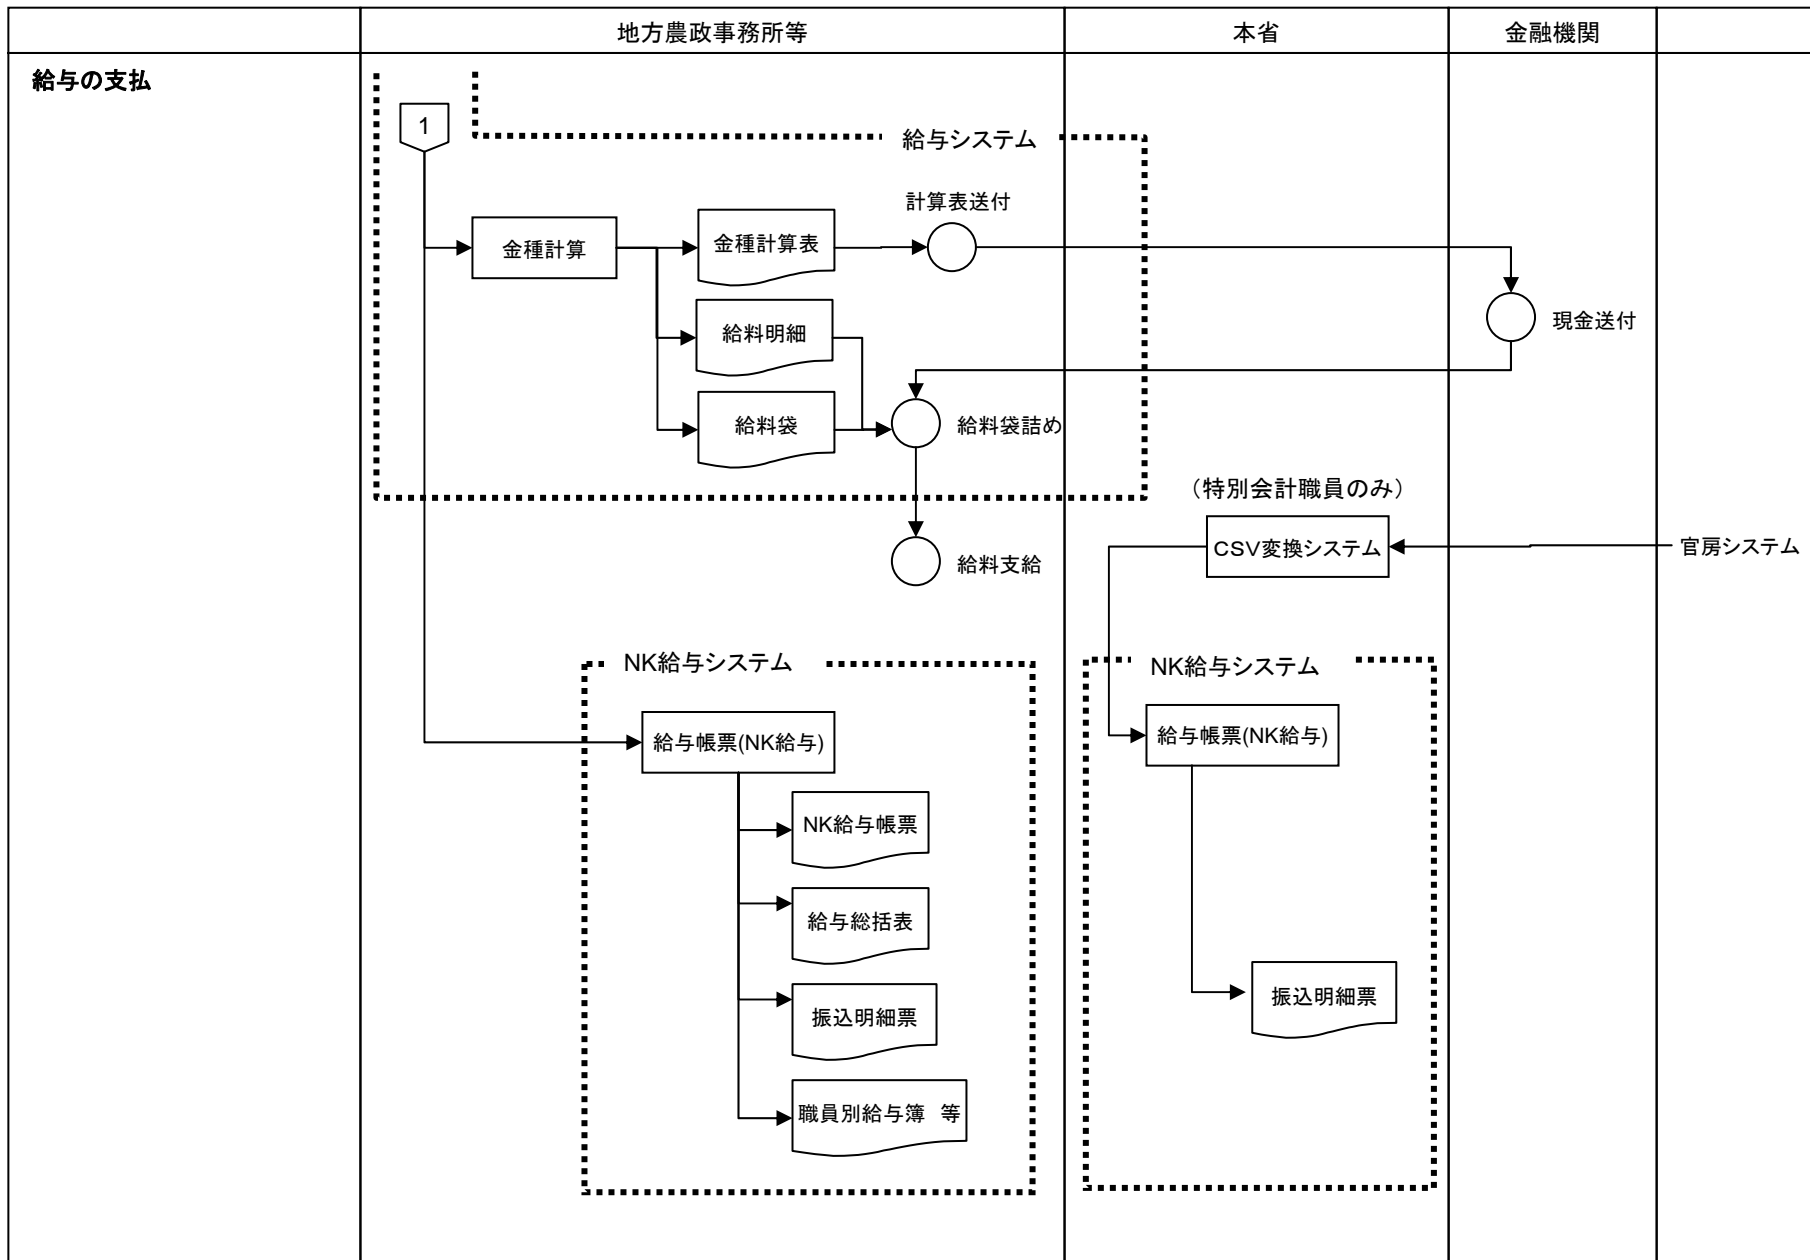 地方農政事務所等
本省
金融機関
給与の支払
1
給与システム
計算表送付
金種計算
金種計算表
給料明細
現金送付
給料袋
給料袋詰め
（特別会計職員のみ）
CSV変換システム
官房システム
給料支給
NK給与システム
NK給与システム
給与帳票(NK給与)
給与帳票(NK給与)
NK給与帳票
給与総括表
振込明細票
振込明細票
職員別給与簿　等